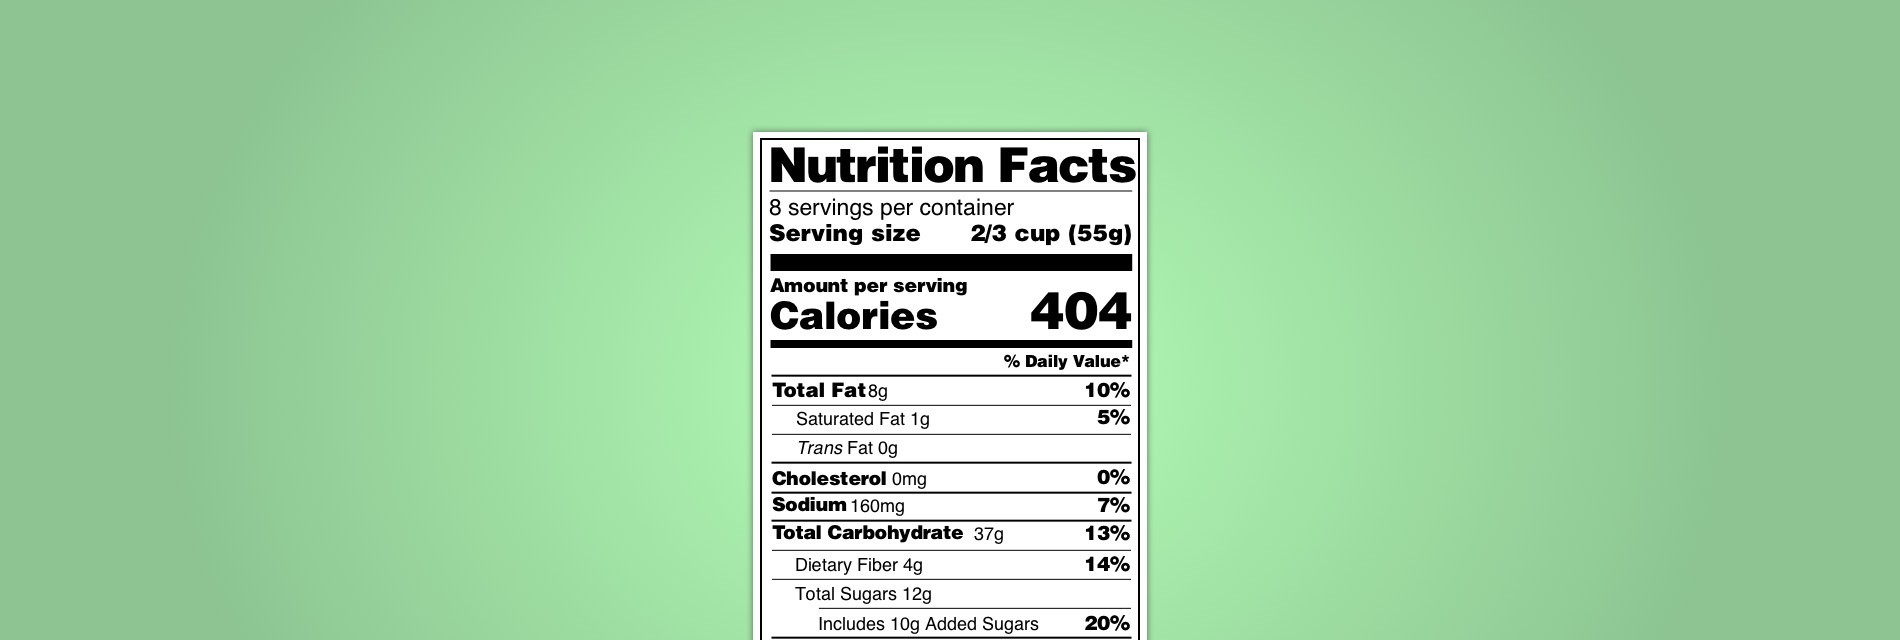 Nutrition Facts
8 servings per container
Serving size 2/3 cup (55g)
Amount per serving
Calories 404
% Daily Value*
Total Fat 8g 10%
Saturated Fat 1g 5%
Trans Fat 0g
Cholesterol 0mg 0%
Sodium 160mg 7%
Total Carbohydrate 37g 13%
Dietary Fiber 4g 14%
Total Sugars 12g
Includes 10g Added Sugars 20%